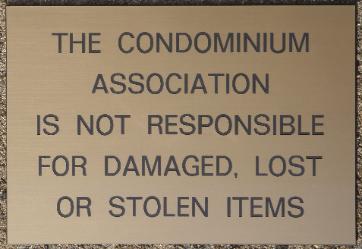 THE CONDOMINIUM
ASSOCIATION
IS NOT RESPONSIBLE
FOR DAMAGED, LOST
OR STOLEN ITEMS